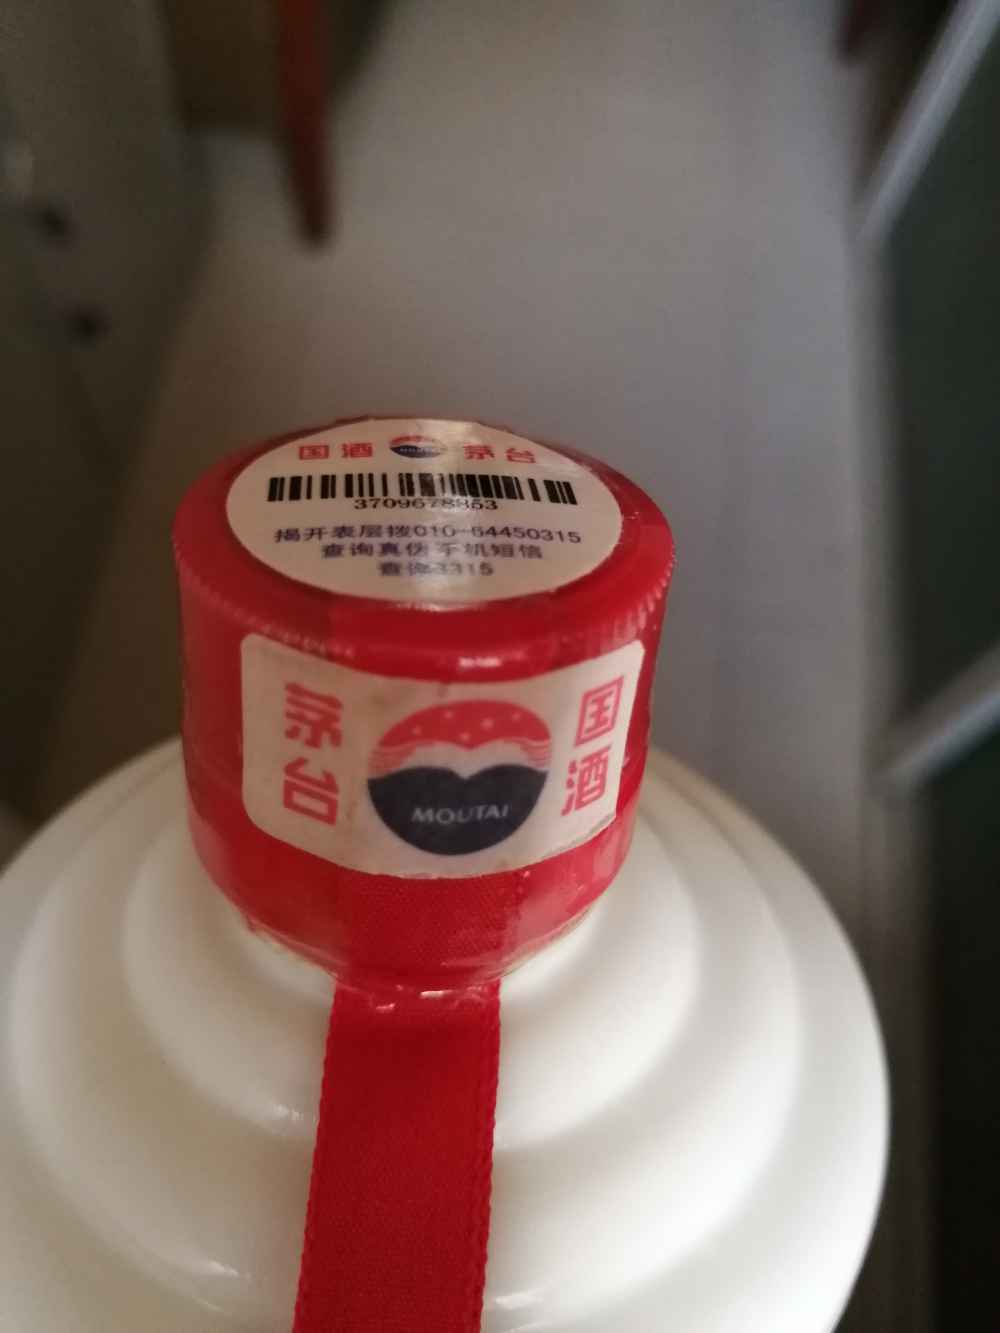 国酒 MOUTAI 茅台
3709678853
揭开表层拨010-64450315
查询真伪手机短信
查询3315
茅台 MOUTAI 国酒